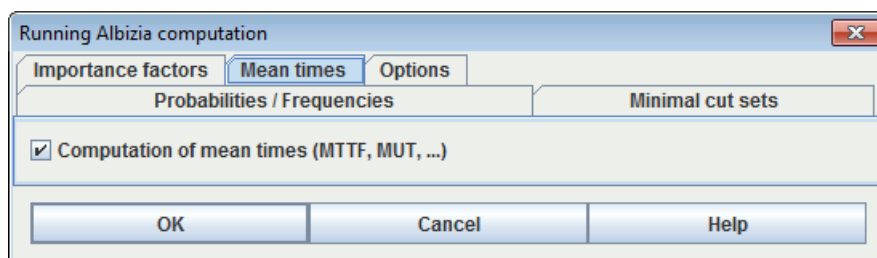 Running Albizia computation
Importance factors Mean times Options
Probabilities / Frequencies Minimal cut sets
Computation of mean times (MTTF, MUT, ...)
OK Cancel Help